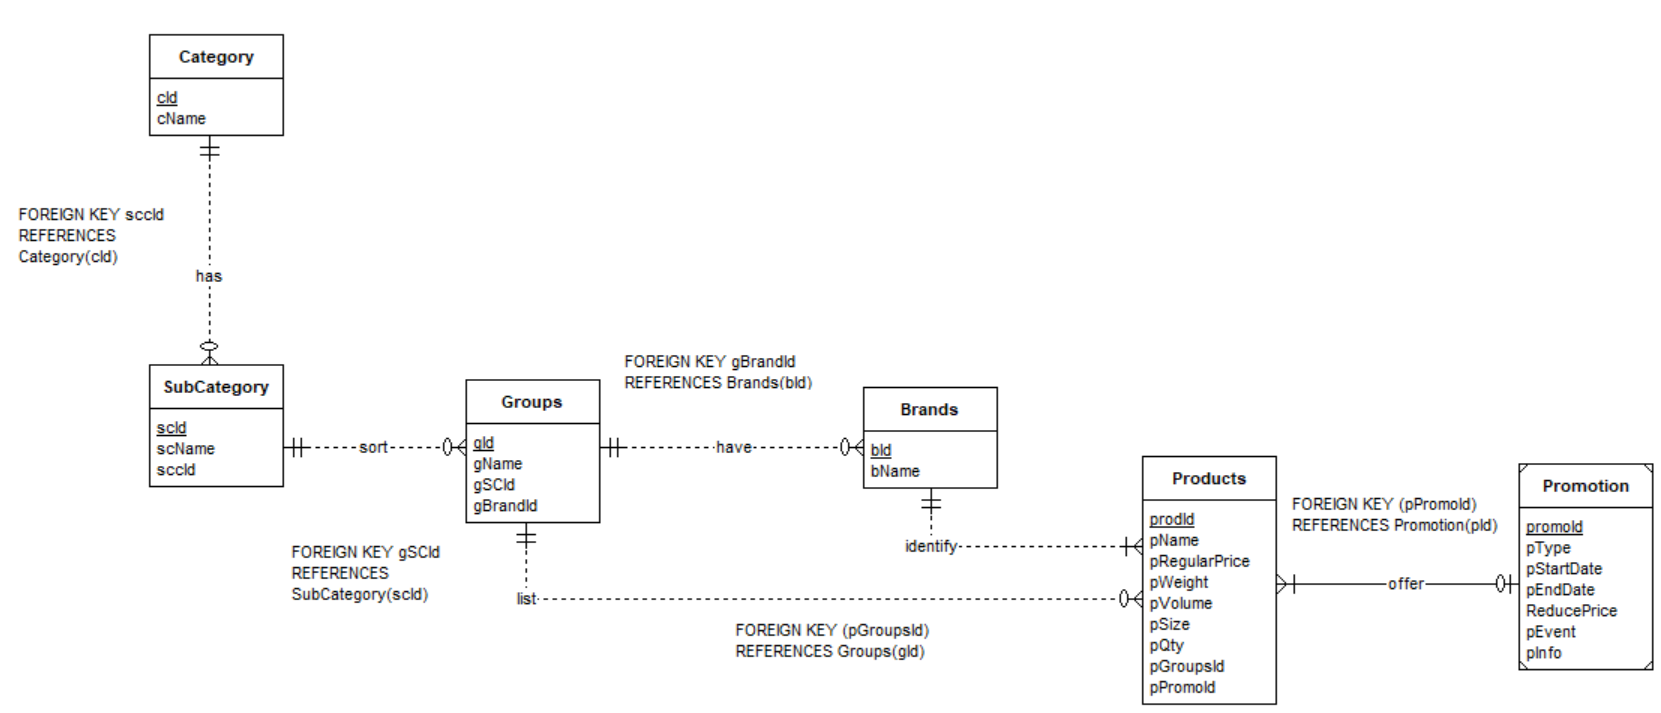 Category
cId
cName
FOREIGN KEY sccId
REFERENCES
Category(cId)
has
SubCategory
scId
scName
sccId
sort
FOREIGN KEY gSCId
REFERENCES
SubCategory(scId)
Groups
gId
gName
gSCId
gBrandId
FOREIGN KEY gBrandId
REFERENCES Brands(bId)
have
Brands
bId
bName
identify
list
FOREIGN KEY (pGroupsId)
REFERENCES Groups(gId)
Products
prodId
pName
pRegularPrice
pWeight
pVolume
pSize
pQty
pGroupsId
pPromoId
FOREIGN KEY (pPromoId)
REFERENCES Promotion(pId)
offer
Promotion
promoId
pType
pStartDate
pEndDate
ReducePrice
pEvent
pInfo